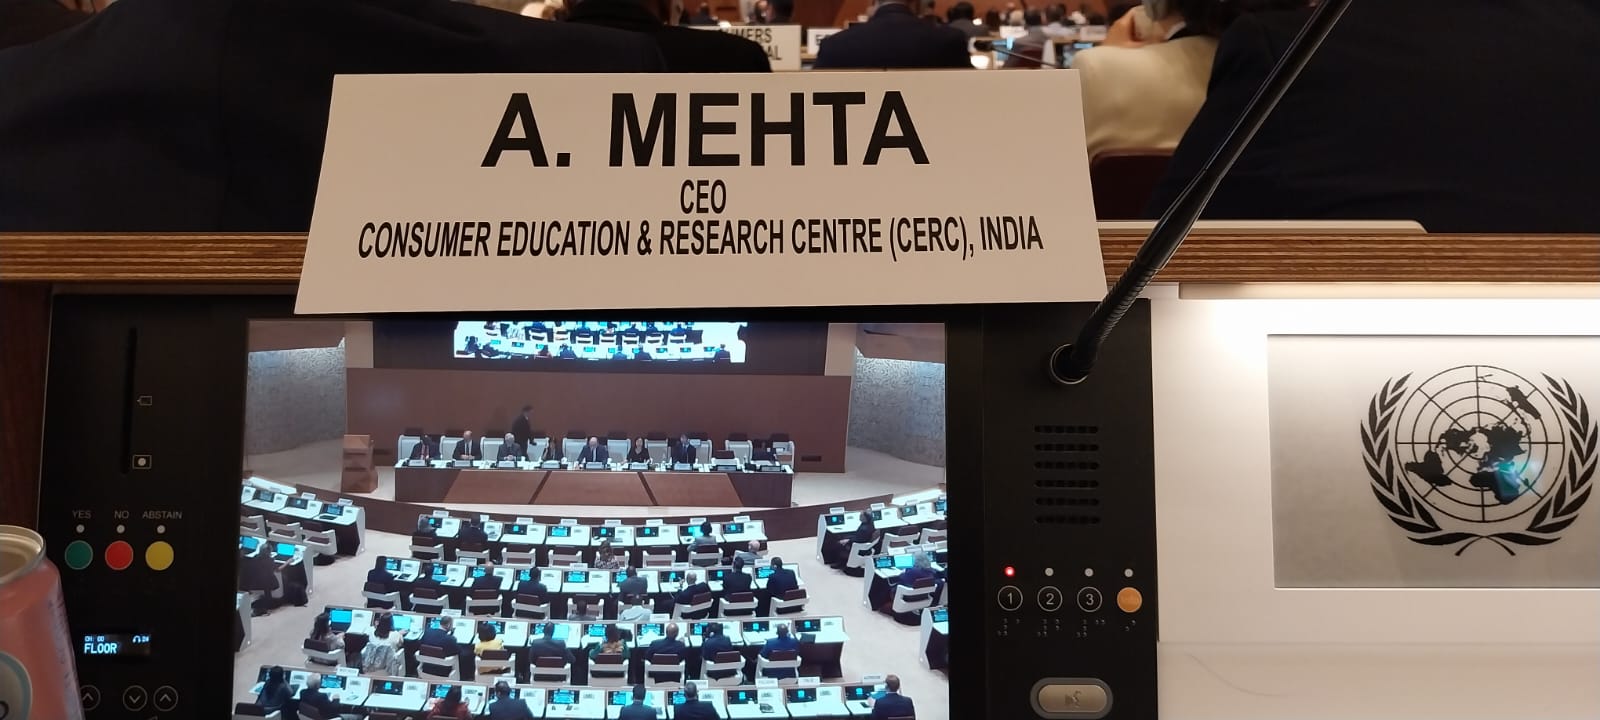 A. MEHTA
CEO
CONSUMER EDUCATION & RESEARCH CENTRE (CERC), INDIA
YES NO ABSTAIN
FLOOR
1 2 3